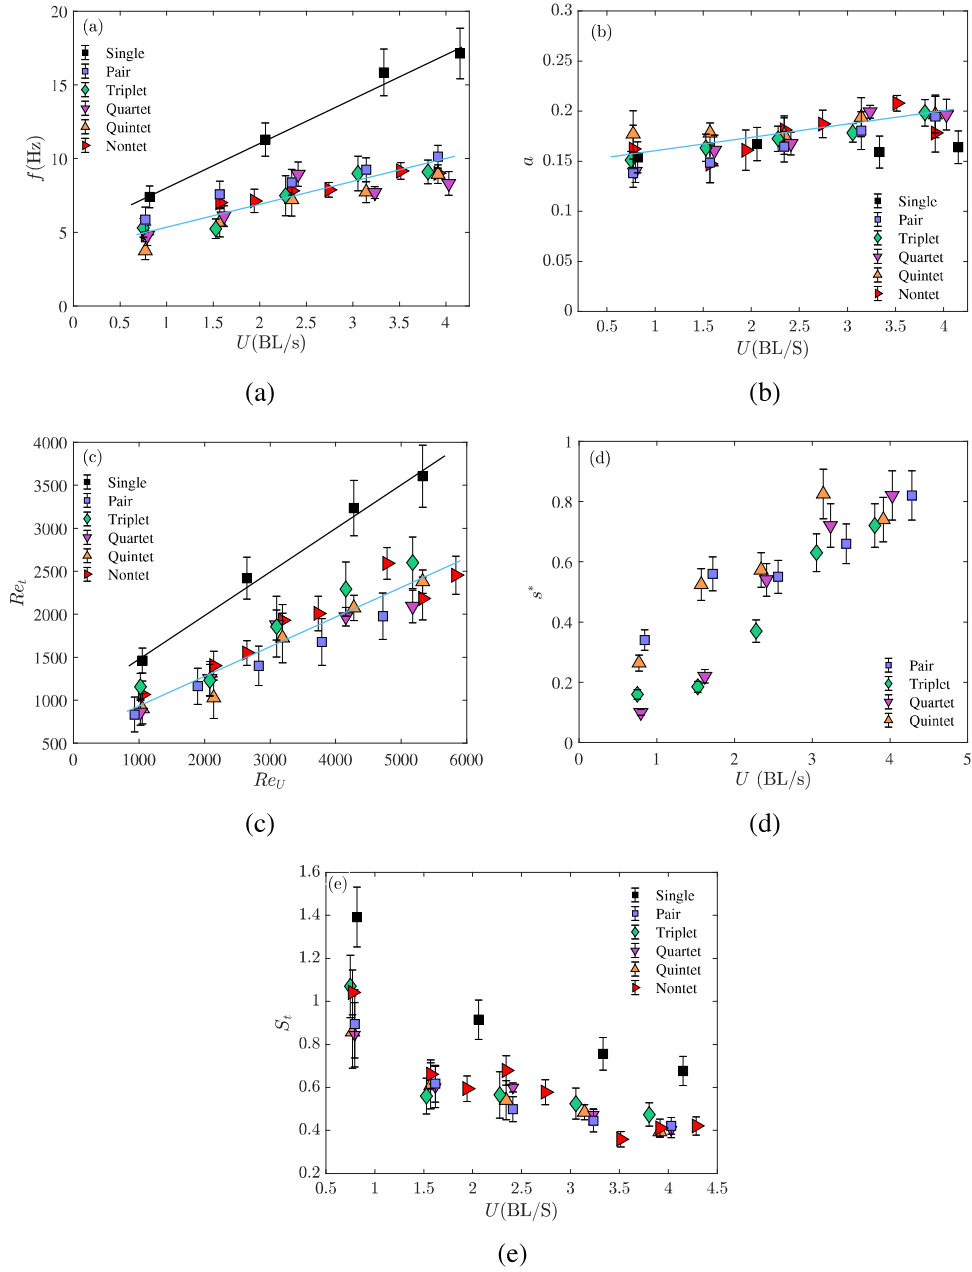 (a)
Single
Pair
Triplet
Quartet
Quintet
Nontet
20
15
10
5
0
f(Hz)
0
0.5
1
1.5
2
2.5
3
3.5
4
U(BL/s)
(a)
(b)
0.3
0.25
0.2
0.15
0.1
0.05
0
a
Single
Pair
Triplet
Quartet
Quintet
Nontet
0.5
1
1.5
2
2.5
3
3.5
4
U(BL/S)
(b)
(c)
Single
Pair
Triplet
Quartet
Quintet
Nontet
4000
3500
3000
2500
2000
1500
1000
500
Re_t
0
1000
2000
3000
4000
5000
6000
Re_U
(c)
(d)
1
0.8
0.6
0.4
0.2
0
s*
Pair
Triplet
Quartet
Quintet
0
1
2
3
4
5
U (BL/s)
(d)
(e)
1.6
1.4
1.2
1
0.8
0.6
0.4
0.2
S_t
Single
Pair
Triplet
Quartet
Quintet
Nontet
0.5
1
1.5
2
2.5
3
3.5
4
4.5
U(BL/S)
(e)